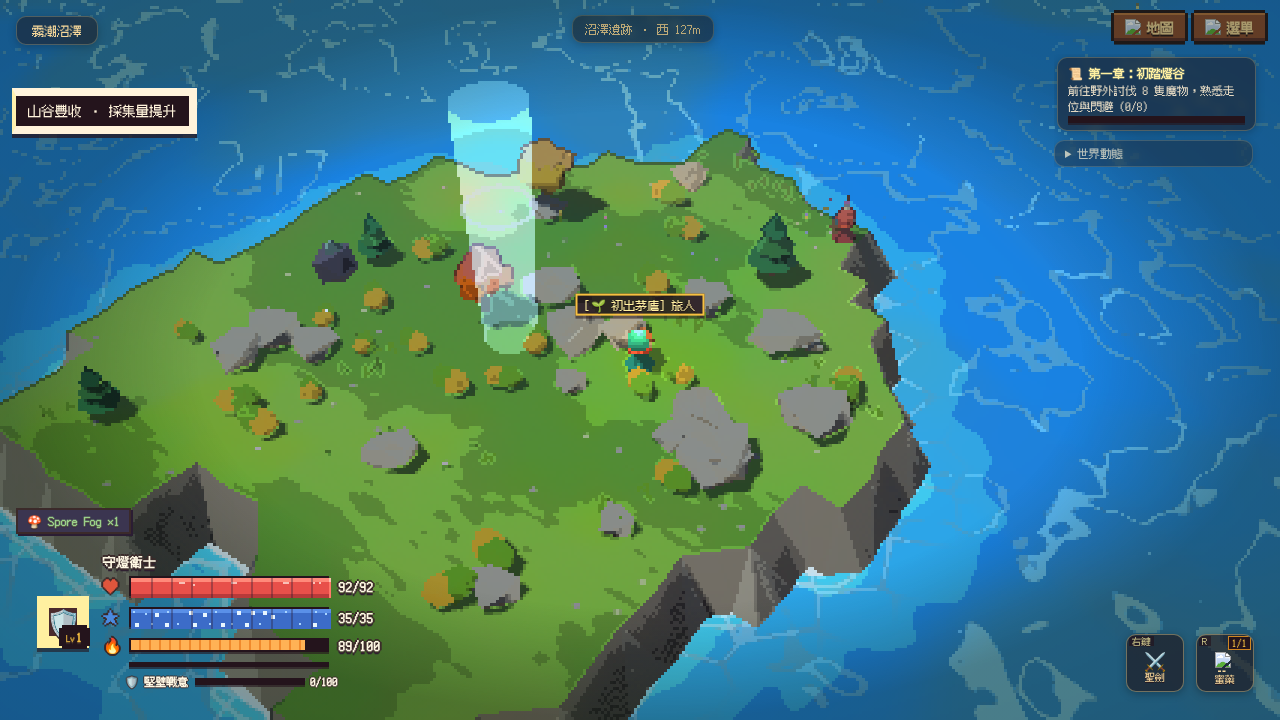 霧潮沼澤
沼澤遺跡 · 西 127m
地圖
選單
山谷豐收 · 採集量提升
第一章：初踏燈谷
前往野外討伐 8 隻魔物，熟悉走
位與閃避 (0/8)
▶ 世界動態
[🌱 初出茅廬] 旅人
Spore Fog ×1
守燈衛士
92/92
35/35
89/100
Lv1
堅壁戰意
0/100
右鍵
聖劍
R
1/1
蜜藥